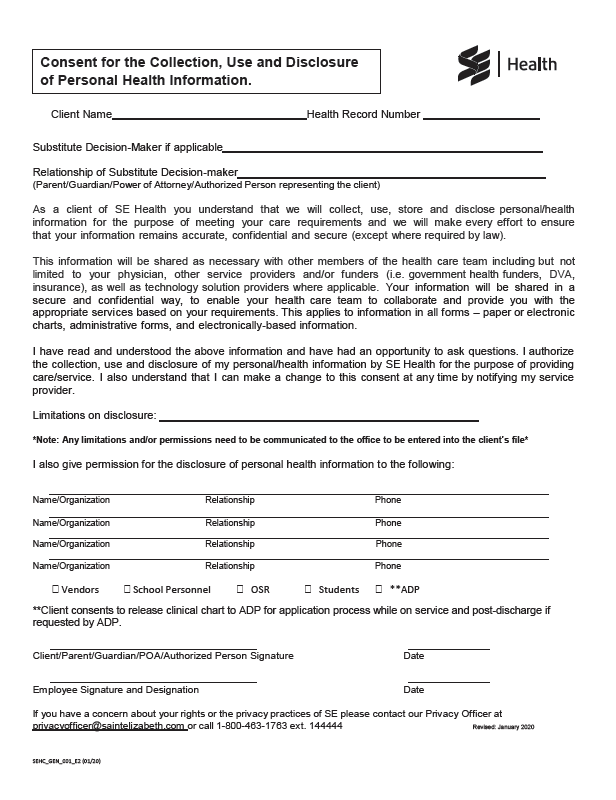 Consent for the Collection, Use and Disclosure
of Personal Health Information.
SE Health
Client Name Health Record Number
Substitute Decision-Maker if applicable
Relationship of Substitute Decision-maker
(Parent/Guardian/Power of Attorney/Authorized Person representing the client)
As a client of SE Health you understand that we will collect, use, store and disclose personal/health
information for the purpose of meeting your care requirements and we will make every effort to ensure
that your information remains accurate, confidential and secure (except where required by law).
This information will be shared as necessary with other members of the health care team including but not
limited to your physician, other service providers and/or funders (i.e. government health funders, DVA,
insurance), as well as technology solution providers where applicable. Your information will be shared in a
secure and confidential way, to enable your health care team to collaborate and provide you with the
appropriate services based on your requirements. This applies to information in all forms – paper or electronic
charts, administrative forms, and electronically-based information.
I have read and understood the above information and have had an opportunity to ask questions. I authorize
the collection, use and disclosure of my personal/health information by SE Health for the purpose of providing
care/service. I also understand that I can make a change to this consent at any time by notifying my service
provider.
Limitations on disclosure:
*Note: Any limitations and/or permissions need to be communicated to the office to be entered into the client's file*
I also give permission for the disclosure of personal health information to the following:
Name/Organization Relationship Phone
Name/Organization Relationship Phone
Name/Organization Relationship Phone
Name/Organization Relationship Phone
☐ Vendors ☐ School Personnel ☐ OSR ☐ Students ☐ **ADP
**Client consents to release clinical chart to ADP for application process while on service and post-discharge if
requested by ADP.
Client/Parent/Guardian/POA/Authorized Person Signature Date
Employee Signature and Designation Date
If you have a concern about your rights or the privacy practices of SE please contact our Privacy Officer at
privacyofficer@saintelizabeth.com or call 1-800-463-1763 ext. 144444 Revised: January 2020
SEHC_GEN_001_E2 (01/20)